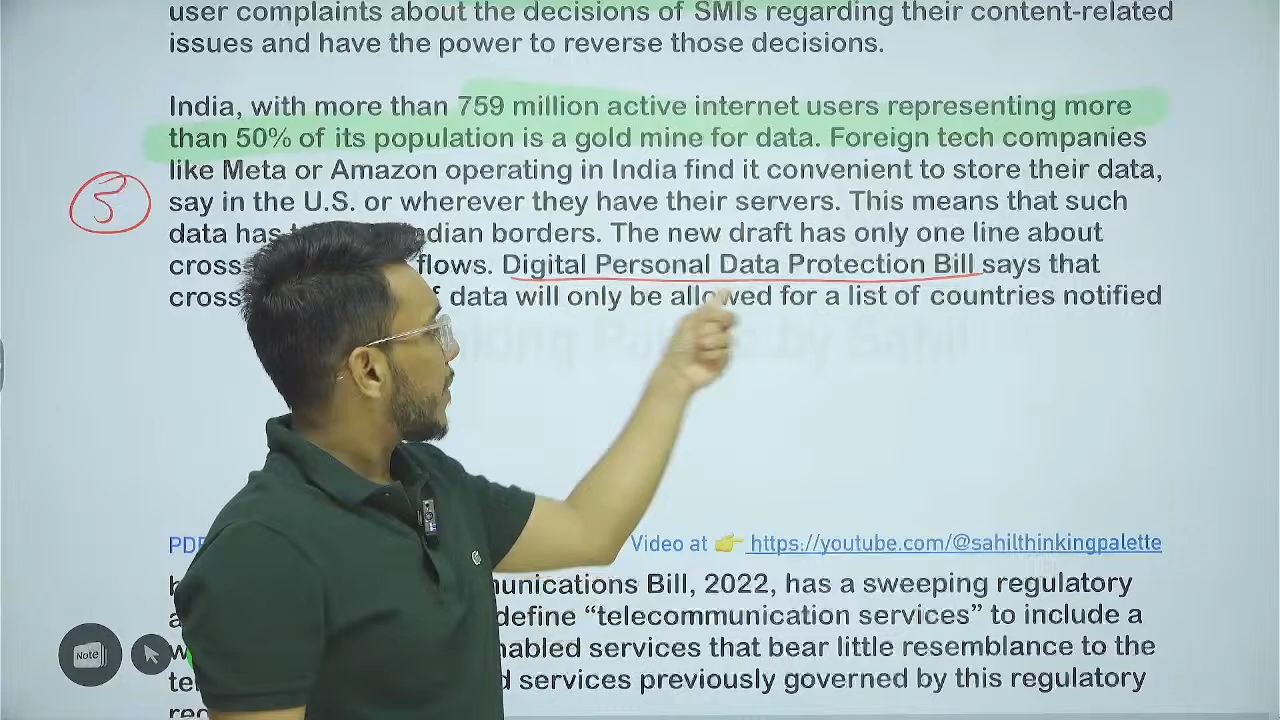 user complaints about the decisions of SMIs regarding their content-related
issues and have the power to reverse those decisions.
India, with more than 759 million active internet users representing more
than 50% of its population is a gold mine for data. Foreign tech companies
like Meta or Amazon operating in India find it convenient to store their data,
3
say in the U.S. or wherever they have their servers. This means that such
data has borders. The new draft has only one line about
cross flows. Digital Personal Data Protection Bill says that
cross data will only be allowed for a list of countries notified
by Sahil
PDF Video at 👉 https://youtube.com/@sahilthinkingpalette
Bill, 2022, has a sweeping regulatory
define “telecommunication services” to include a
services that bear little resemblance to the
services previously governed by this regulatory